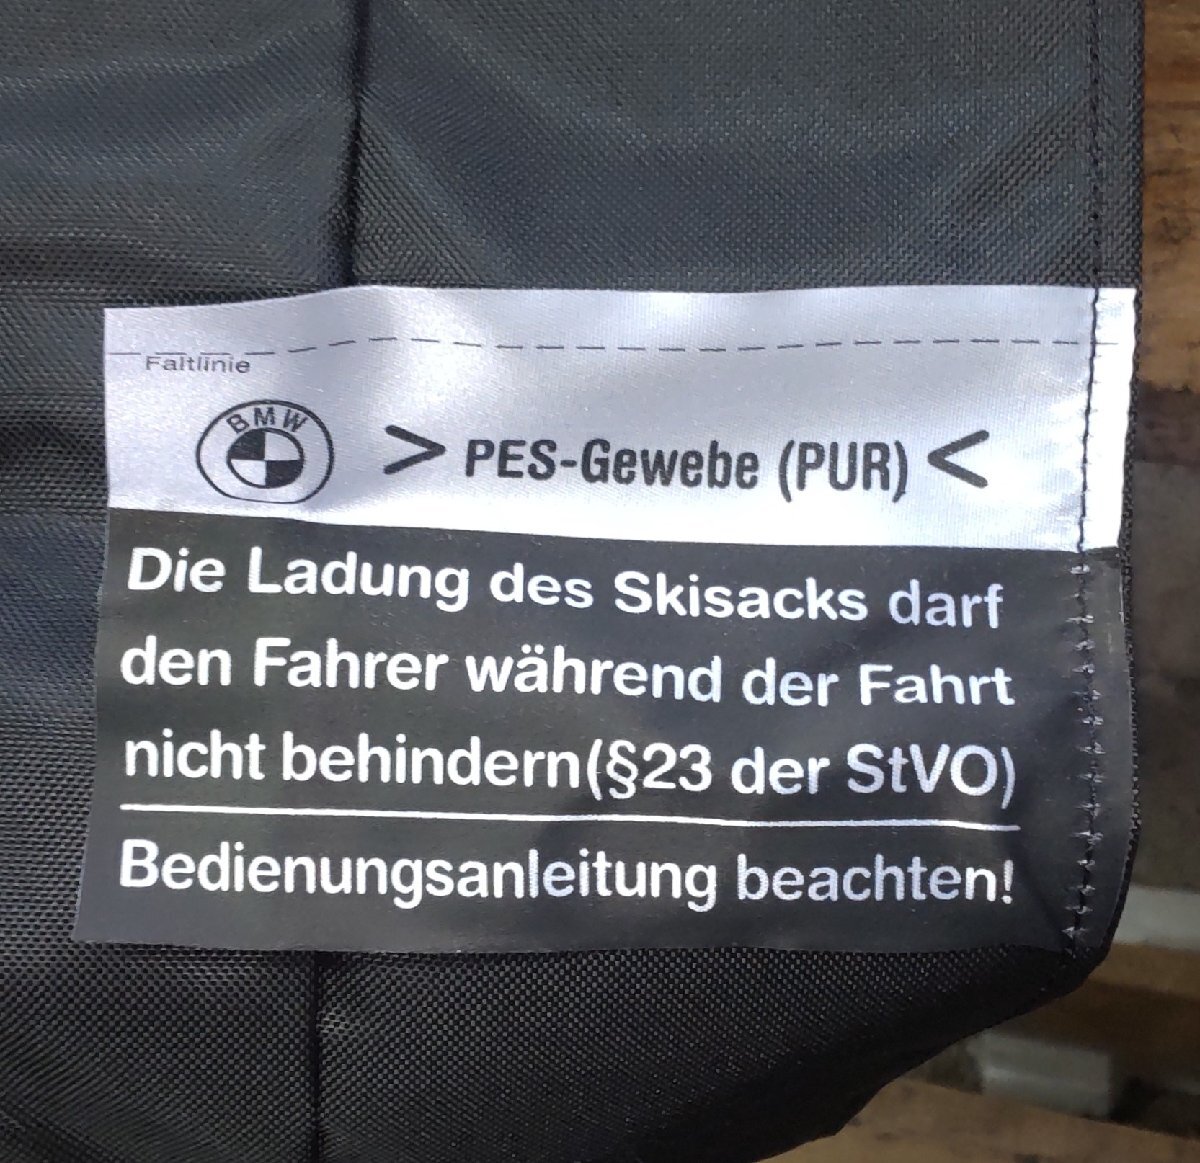 Faltlinie
BMW
> PES-Gewebe (PUR) <
Die Ladung des Skisacks darf
den Fahrer während der Fahrt
nicht behindern(§23 der StVO)
Bedienungsanleitung beachten!